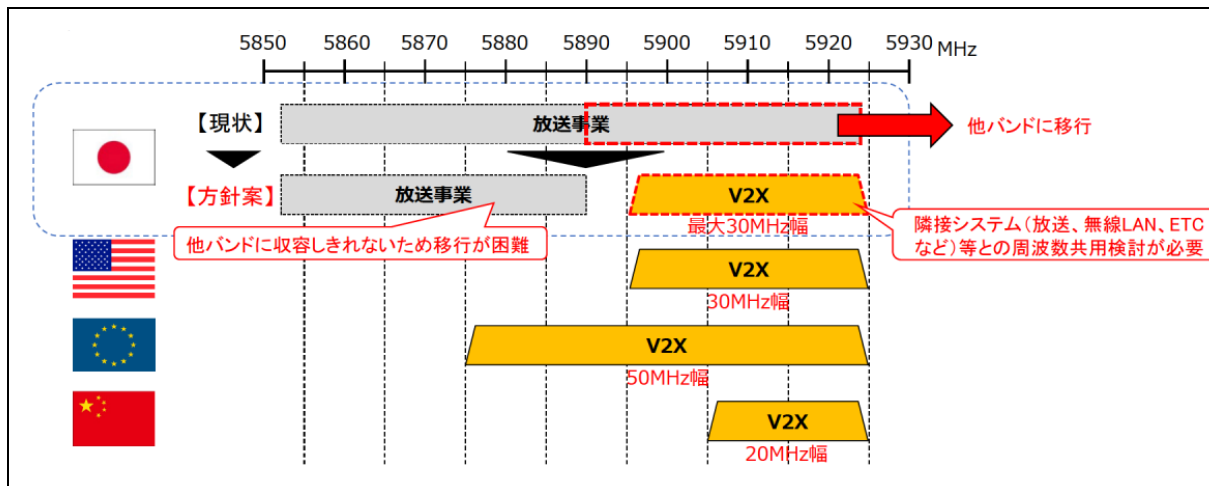 5850 5860 5870 5880 5890 5900 5910 5920 5930 MHz
【現状】
放送事業
他バンドに移行
【方針案】
放送事業
V2X
最大30MHz幅
他バンドに収容しきれないため移行が困難
隣接システム（放送、無線LAN、ETC
など）等との周波数共用検討が必要
V2X
30MHz幅
V2X
50MHz幅
V2X
20MHz幅